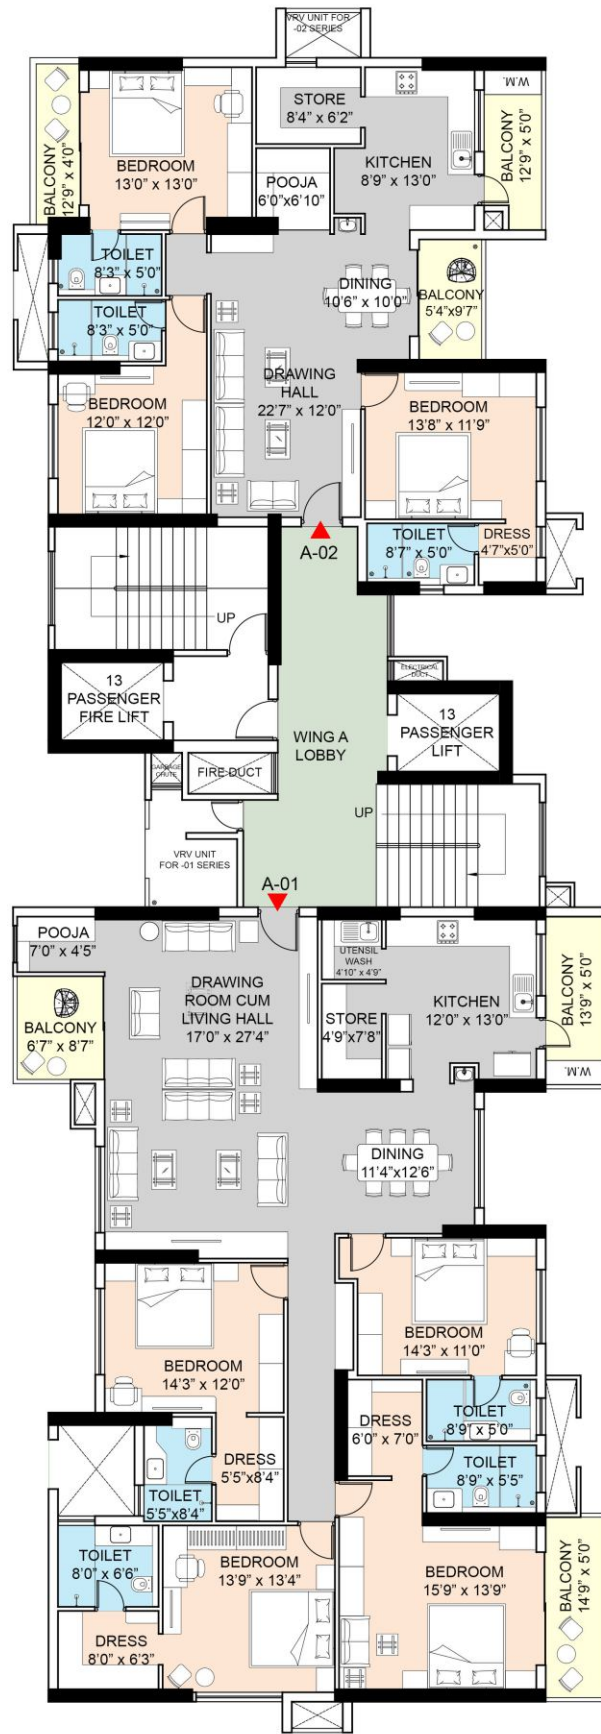 VRV UNIT FOR
-02 SERIES
STORE
8'4" x 6'2"
W.M.
BALCONY
12'9" x 4'0"
BEDROOM
13'0" x 13'0"
POOJA
6'0"x6'10"
KITCHEN
8'9" x 13'0"
BALCONY
12'9" x 5'0"
TOILET
8'3" x 5'0"
TOILET
8'3" x 5'0"
DINING
10'6" x 10'0"
BALCONY
5'4"x9'7"
DRAWING
HALL
22'7" x 12'0"
BEDROOM
12'0" x 12'0"
BEDROOM
13'8" x 11'9"
TOILET
8'7" x 5'0"
DRESS
4'7"x5'0"
A-02
UP
ELECTRICAL
DUCT
13
PASSENGER
FIRE LIFT
WING A
LOBBY
13
PASSENGER
LIFT
GARBAGE
CHUTE
FIRE DUCT
UP
VRV UNIT
FOR -01 SERIES
A-01
POOJA
7'0" x 4'5"
UTENSIL
WASH
4'10" x 4'9"
DRAWING
ROOM CUM
LIVING HALL
17'0" x 27'4"
BALCONY
6'7" x 8'7"
STORE
4'9"x7'8"
KITCHEN
12'0" x 13'0"
BALCONY
13'9" x 5'0"
W.M.
DINING
11'4"x12'6"
BEDROOM
14'3" x 12'0"
BEDROOM
14'3" x 11'0"
DRESS
6'0" x 7'0"
TOILET
8'9" x 5'0"
DRESS
5'5"x8'4"
TOILET
5'5"x8'4"
TOILET
8'9" x 5'5"
TOILET
8'0" x 6'6"
BEDROOM
13'9" x 13'4"
BEDROOM
15'9" x 13'9"
BALCONY
14'9" x 5'0"
DRESS
8'0" x 6'3"